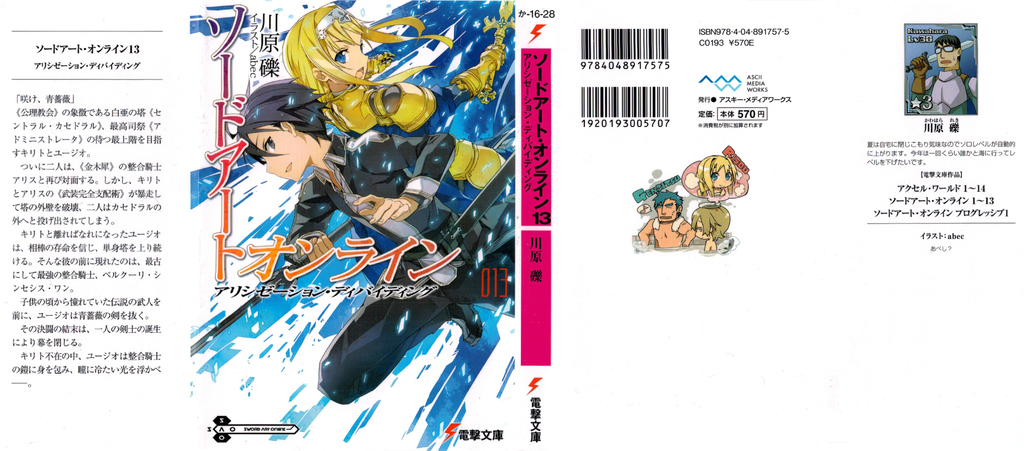 ソードアート・オンライン13
アリシゼーション・ディバイディング
「咲け、青薔薇」
《公理教会》の象徴である白亜の塔《セ
ントラル・カセドラル》、最高司祭《ア
ドミニストレータ》の待つ最上階を目指
すキリトとユージオ。
ついに二人は、《金木犀》の整合騎士
アリスと再び対面する。しかし、キリト
とアリスの《武装完全支配術》が暴走し
て塔の外壁を破壊、二人はカセドラルの
外へと投げ出されてしまう。
キリトと離ればなれになったユージオ
は、相棒の存命を信じ、単身塔を上り続
ける。そんな彼の前に現れたのは、最古
にして最強の整合騎士、ベルクーリ・シ
ンセシス・ワン。
子供の頃から憧れていた伝説の武人を
前に、ユージオは青薔薇の剣を抜く。
その決闘の結末は、一人の剣士の誕生
により幕を閉じる。
キリト不在の中、ユージオは整合騎士
の鎧に身を包み、瞳に冷たい光を浮かべ
――。
川原 礫
イラスト/abec
ソードアート・オンライン
アリシゼーション・ディバイディング
013
SAO
SWORD ART ONLINE
電撃文庫
か-16-28
ソードアート・オンライン13
アリシゼーション・ディバイディング
川原 礫
電撃文庫
9784048917575
1920193005707
ISBN978-4-04-891757-5
C0193 ¥570E
ASCII
MEDIA
WORKS
発行●アスキー・メディアワークス
定価:本体570円
※消費税が別に加算されます
Kawahara
Lv38
★3
かわはら れき
川原 礫
夏は自宅に閉じこもり気味なのでソロレベルが自動的
に上がります。今年は一回くらい誰かと海に行ってレ
ベルを下げたいです。
【電撃文庫作品】
アクセル・ワールド 1〜14
ソードアート・オンライン 1〜13
ソードアート・オンライン プログレッシブ1
イラスト:abec
あべし?